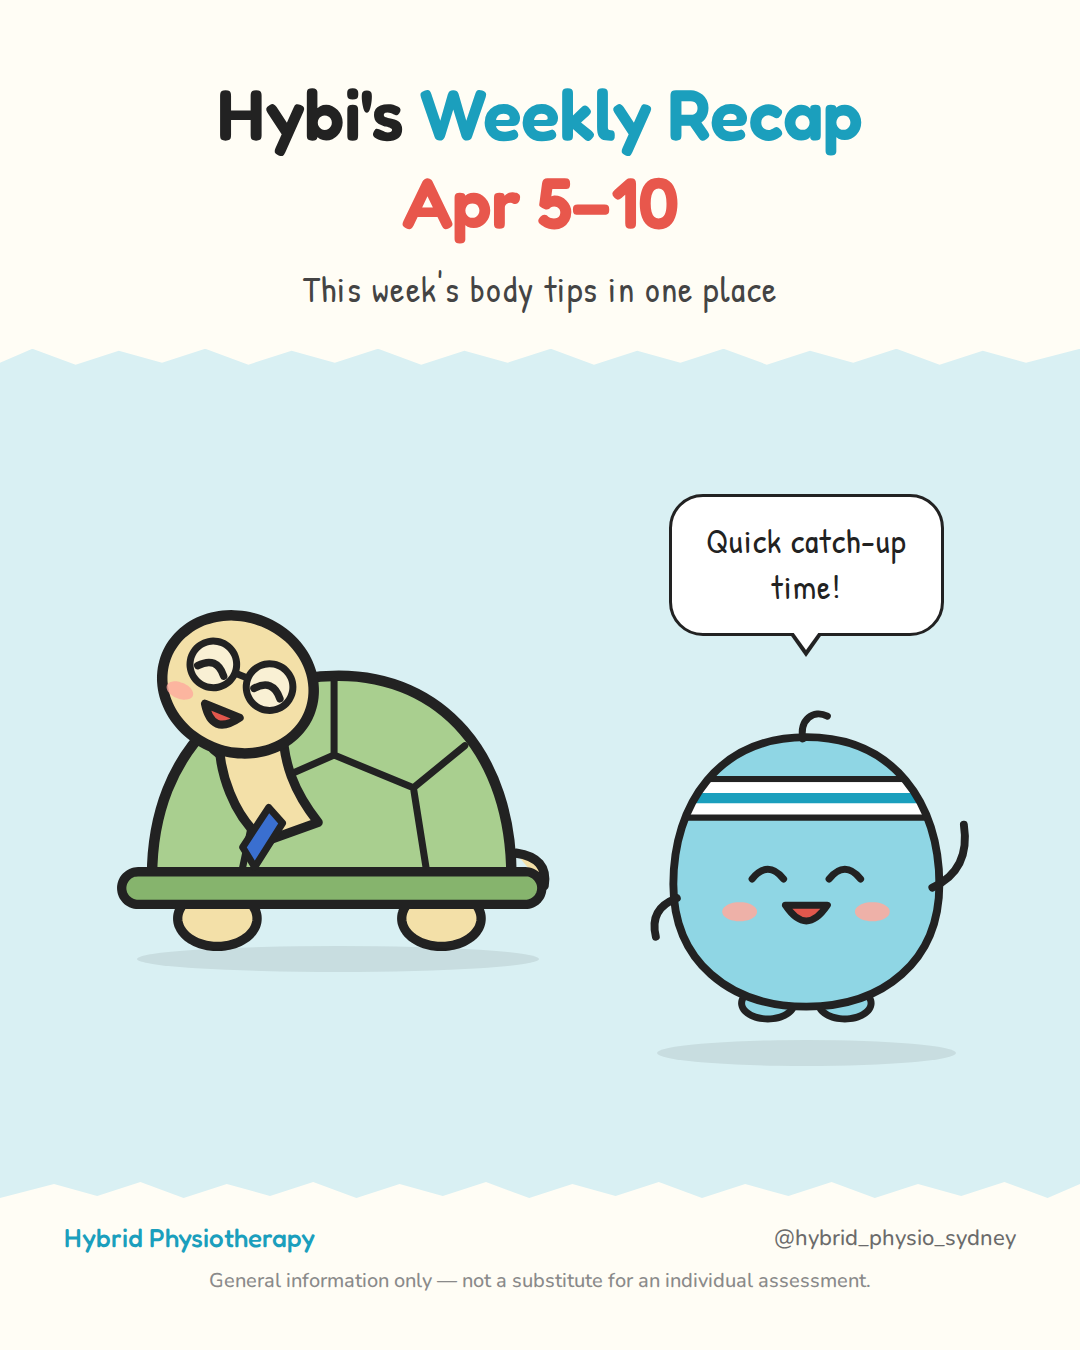 Hybi's Weekly Recap
Apr 5–10
This week's body tips in one place
Quick catch-up
time!
Hybrid Physiotherapy
@hybrid_physio_sydney
General information only — not a substitute for an individual assessment.